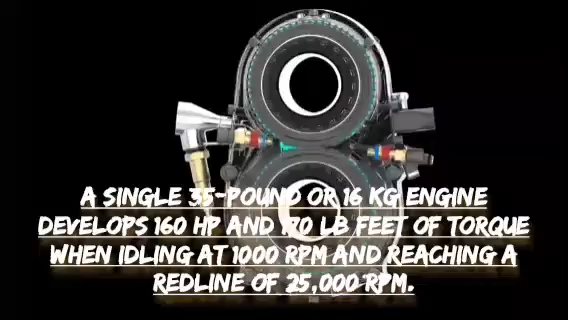 A SINGLE 35-POUND OR 16 KG ENGINE
DEVELOPS 160 HP AND 170 LB FEET OF TORQUE
WHEN IDLING AT 1000 RPM AND REACHING A
REDLINE OF 25,000 RPM.